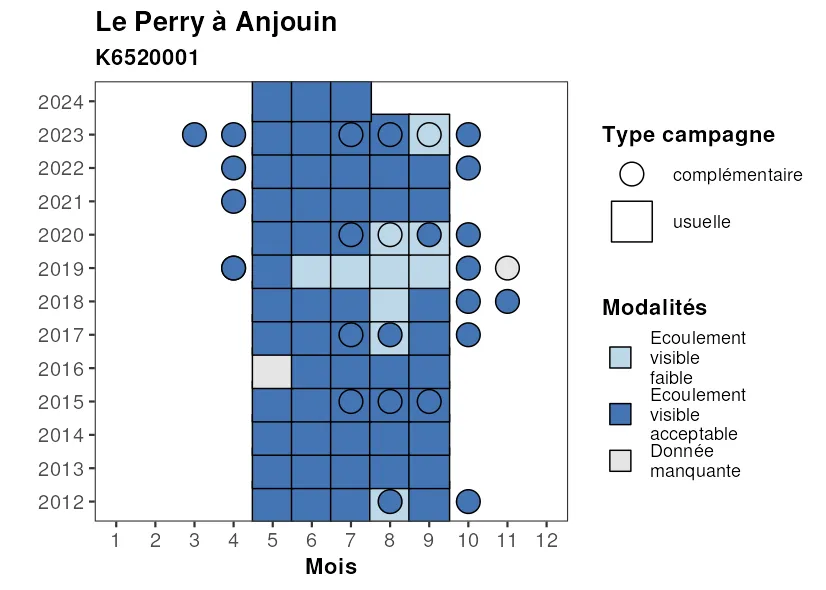 Le Perry à Anjouin
K6520001
2024
2023
2022
2021
2020
2019
2018
2017
2016
2015
2014
2013
2012
1 2 3 4 5 6 7 8 9 10 11 12
Mois
Type campagne
complémentaire
usuelle
Modalités
Ecoulement
visible
faible
Ecoulement
visible
acceptable
Donnée
manquante